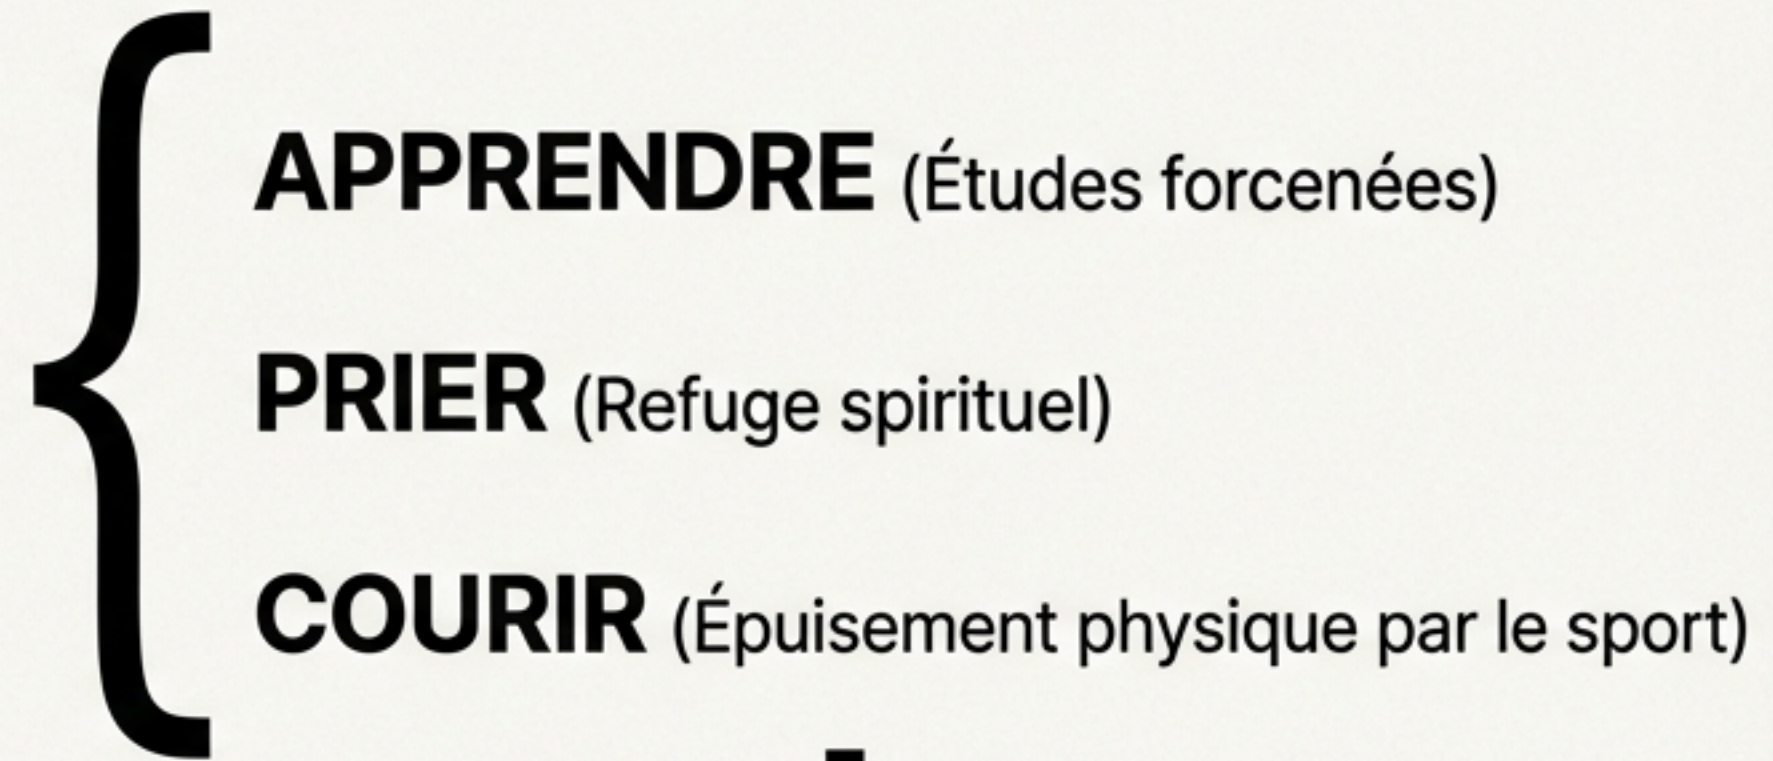 APPRENDRE (Études forcenées)
PRIER (Refuge spirituel)
COURIR (Épuisement physique par le sport)